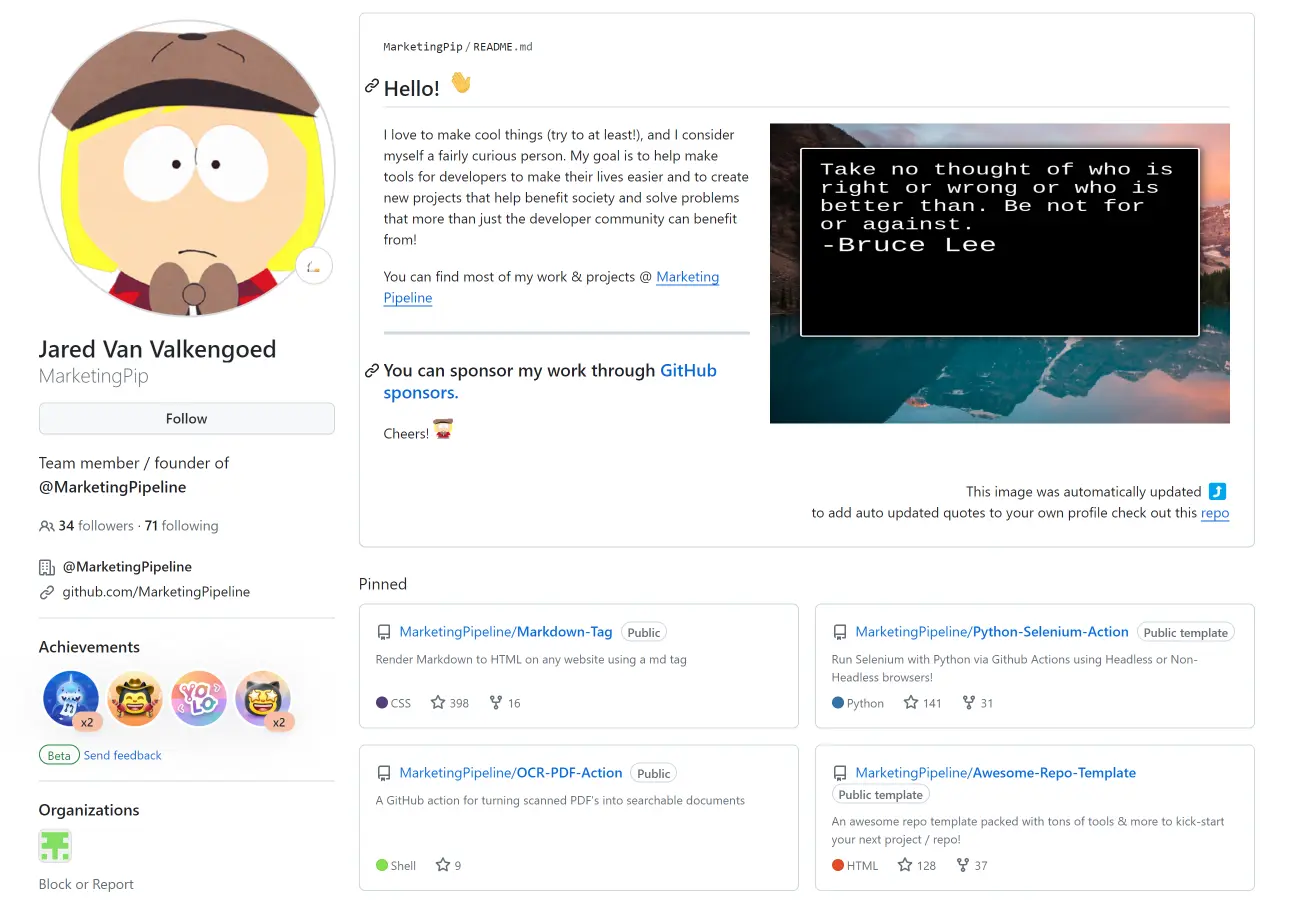 Jared Van Valkengoed
MarketingPip
Follow
Team member / founder of
@MarketingPipeline
34 followers · 71 following
@MarketingPipeline
github.com/MarketingPipeline
Achievements
x2
YOLO
x2
Beta Send feedback
Organizations
Block or Report
MarketingPip / README.md
Hello! 👋
I love to make cool things (try to at least!), and I consider
myself a fairly curious person. My goal is to help make
tools for developers to make their lives easier and to create
new projects that help benefit society and solve problems
that more than just the developer community can benefit
from!
You can find most of my work & projects @ Marketing
Pipeline
You can sponsor my work through GitHub
sponsors.
Cheers!
Take no thought of who is
right or wrong or who is
better than. Be not for
or against.
-Bruce Lee
This image was automatically updated ⤴
to add auto updated quotes to your own profile check out this repo
Pinned
MarketingPipeline/Markdown-Tag Public
Render Markdown to HTML on any website using a md tag
CSS 398 16
MarketingPipeline/Python-Selenium-Action Public template
Run Selenium with Python via Github Actions using Headless or Non-
Headless browsers!
Python 141 31
MarketingPipeline/OCR-PDF-Action Public
A GitHub action for turning scanned PDF's into searchable documents
Shell 9
MarketingPipeline/Awesome-Repo-Template
Public template
An awesome repo template packed with tons of tools & more to kick-start
your next project / repo!
HTML 128 37